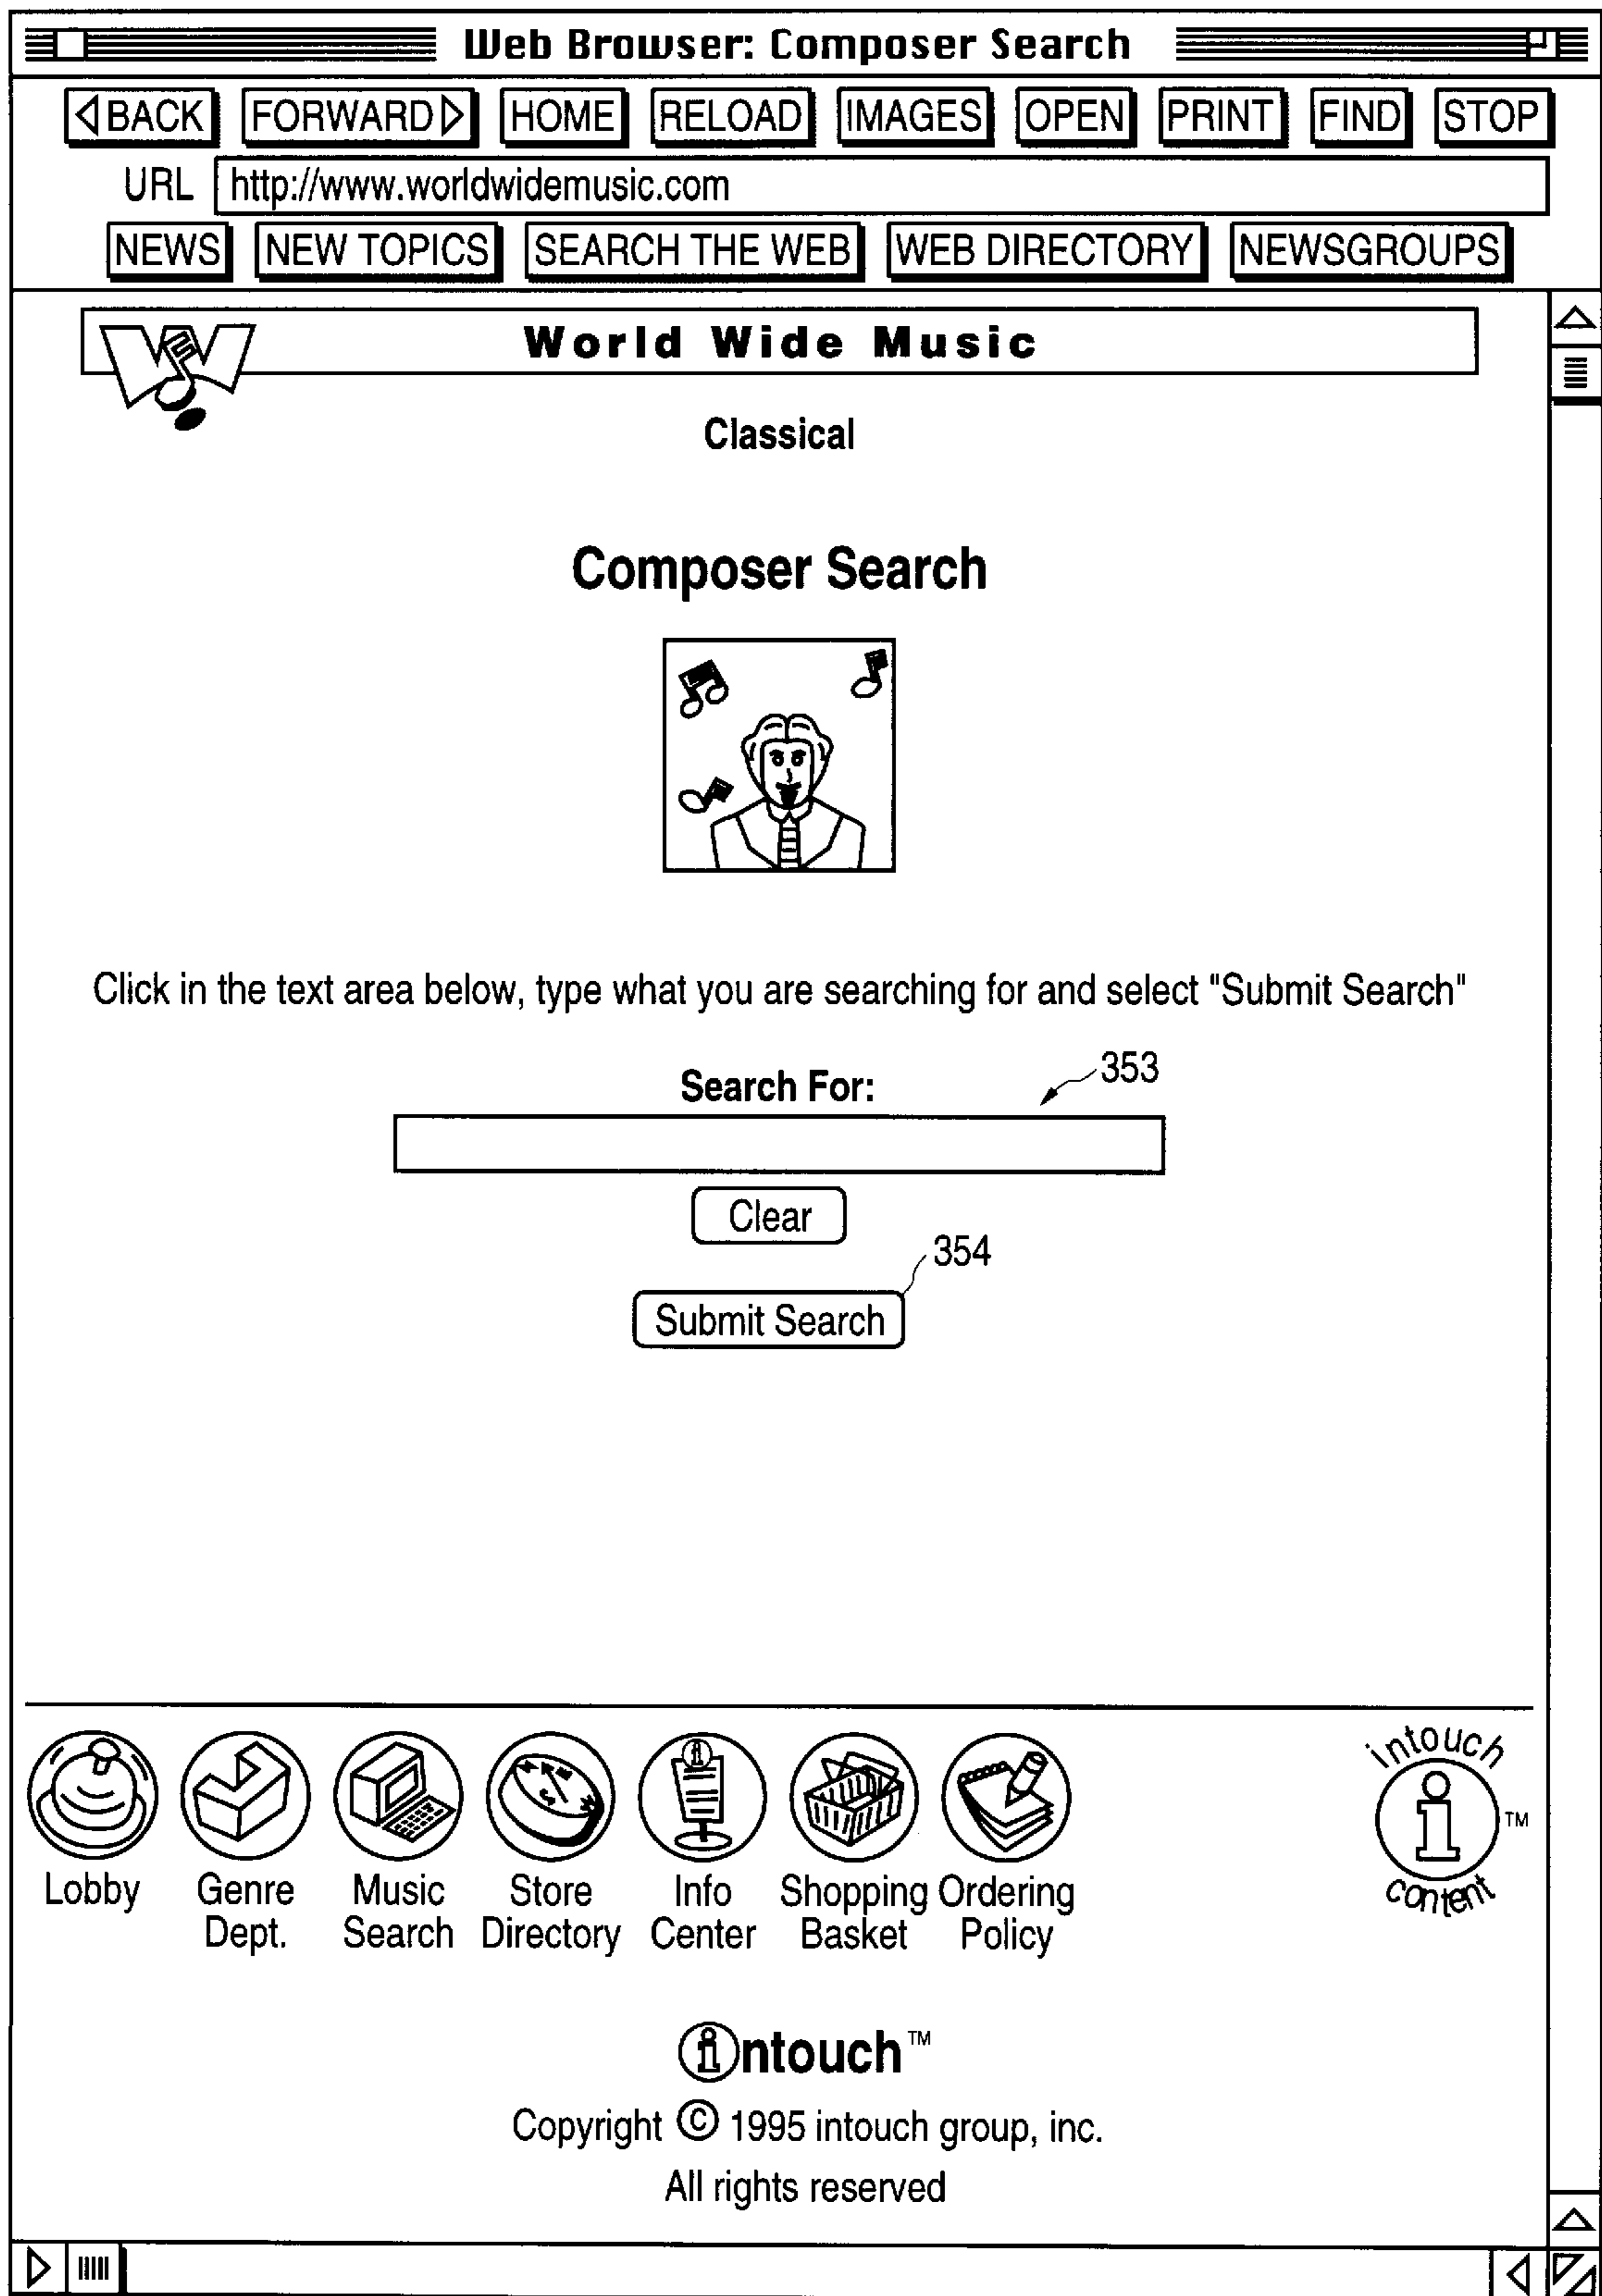 Web Browser: Composer Search
BACK FORWARD HOME RELOAD IMAGES OPEN PRINT FIND STOP
URL http://www.worldwidemusic.com
NEWS NEW TOPICS SEARCH THE WEB WEB DIRECTORY NEWSGROUPS
World Wide Music
Classical
Composer Search
Click in the text area below, type what you are searching for and select "Submit Search"
353
Search For:
Clear
354
Submit Search
Lobby Genre Dept. Music Search Store Directory Info Center Shopping Basket Ordering Policy
intouch i ™ content
intouch™
Copyright © 1995 intouch group, inc.
All rights reserved